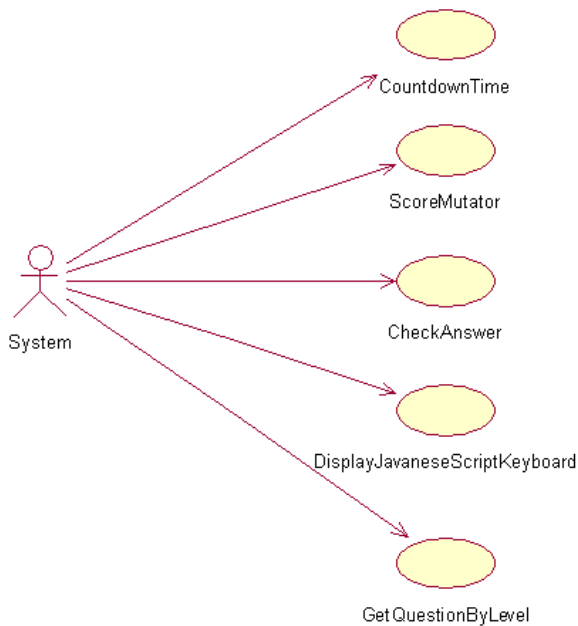 CountdownTime
ScoreMutator
CheckAnswer
System
DisplayJavaneseScriptKeyboard
GetQuestionByLevel